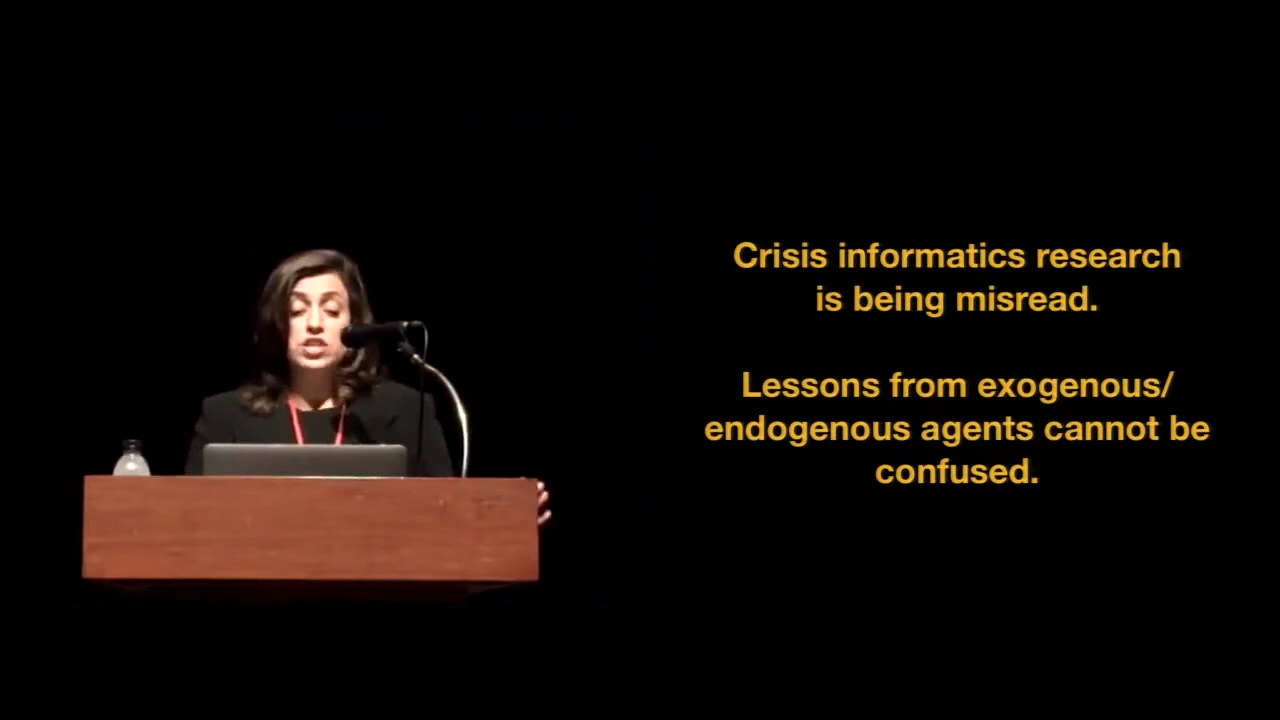 Crisis informatics research
is being misread.
Lessons from exogenous/
endogenous agents cannot be
confused.